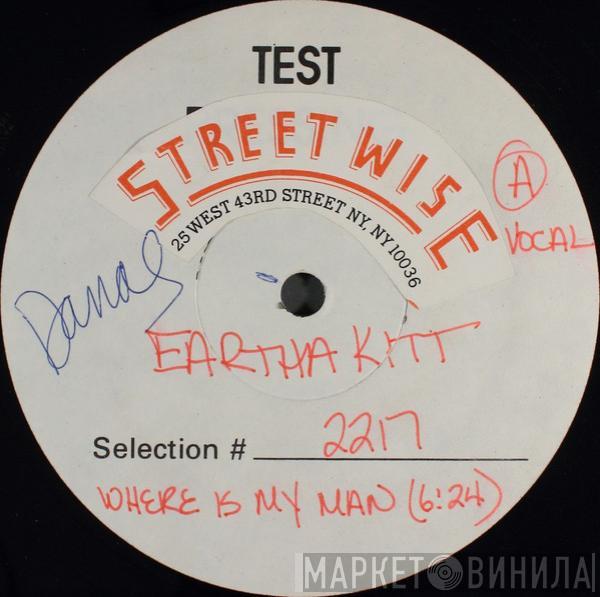 TEST
STREETWISE
25 WEST 43RD STREET NY, NY 10036
A
VOCAL
EARTHA KITT
Selection # 2217
WHERE IS MY MAN (6:24)
МАРКЕТ ВИНИЛА